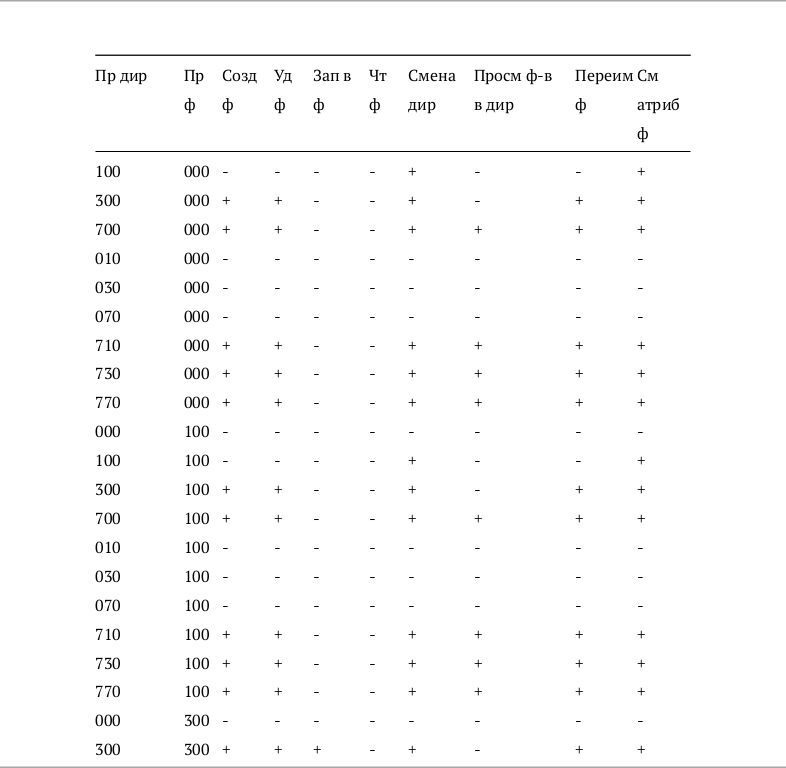 Пр дир Пр Созд Уд Зап в Чт Смена Просм ф-в Переим См
ф ф ф ф ф дир в дир ф атриб
ф
100 000 - - - - + - - +
300 000 + + - - + - + +
700 000 + + - - + + + +
010 000 - - - - - - - -
030 000 - - - - - - - -
070 000 - - - - - - - -
710 000 + + - - + + + +
730 000 + + - - + + + +
770 000 + + - - + + + +
000 100 - - - - - - - -
100 100 - - - - + - - +
300 100 + + - - + - + +
700 100 + + - - + + + +
010 100 - - - - - - - -
030 100 - - - - - - - -
070 100 - - - - - - - -
710 100 + + - - + + + +
730 100 + + - - + + + +
770 100 + + - - + + + +
000 300 - - - - - - - -
300 300 + + + - + - + +